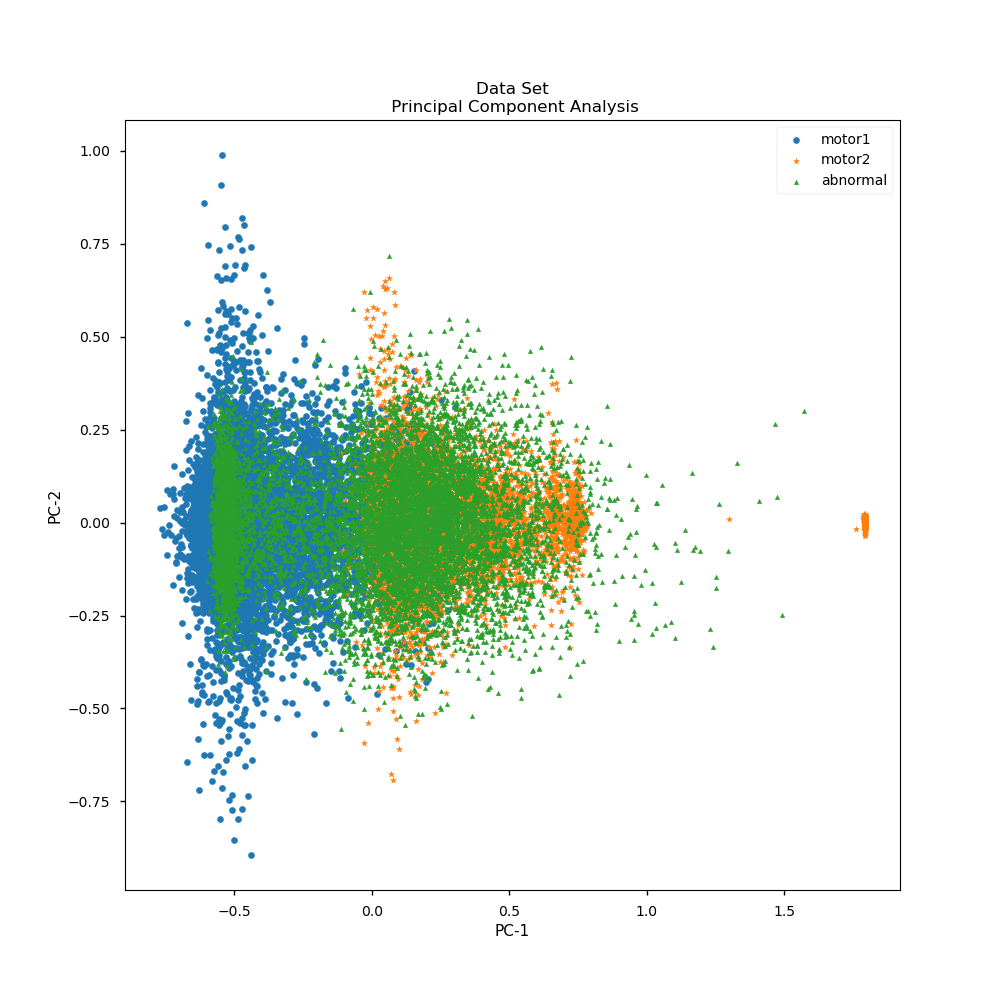 Data Set
Principal Component Analysis
motor1
motor2
abnormal
1.00
0.75
0.50
0.25
0.00
−0.25
−0.50
−0.75
PC-2
−0.5
0.0
0.5
1.0
1.5
PC-1